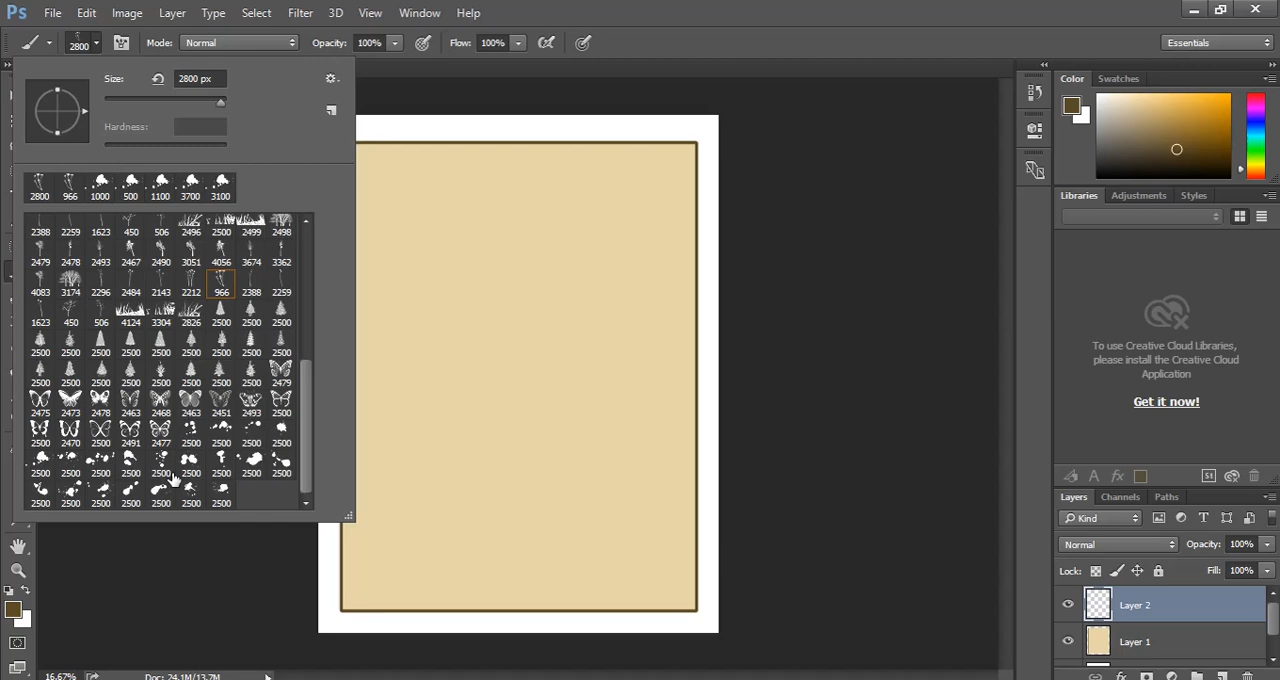 Ps File Edit Image Layer Type Select Filter 3D View Window Help
2800 Mode: Normal Opacity: 100% Flow: 100% Essentials
Size: 2800 px
Hardness:
2800 966 1000 500 1100 3700 3100
2388 2259 1623 450 506 2496 2500 2499 2498
2479 2478 2493 2467 2490 3051 4056 3674 3362
4083 3174 2296 2484 2143 2212 966 2388 2259
1623 450 506 4124 3304 2826 2500 2500 2500
2500 2500 2500 2500 2500 2500 2500 2500 2500
2500 2500 2500 2500 2500 2500 2500 2500 2479
2475 2473 2478 2463 2468 2463 2451 2493 2500
2500 2470 2500 2491 2477 2500 2500 2500 2500
2500 2500 2500 2500 2500 2500 2500 2500 2500
2500 2500 2500 2500 2500 2500 2500
Color Swatches
Libraries Adjustments Styles
To use Creative Cloud Libraries,
please install the Creative Cloud
Application
Get it now!
St
Layers Channels Paths
Kind
Normal Opacity: 100%
Lock: Fill: 100%
Layer 2
Layer 1
16.67% Doc: 24.1M/13.7M